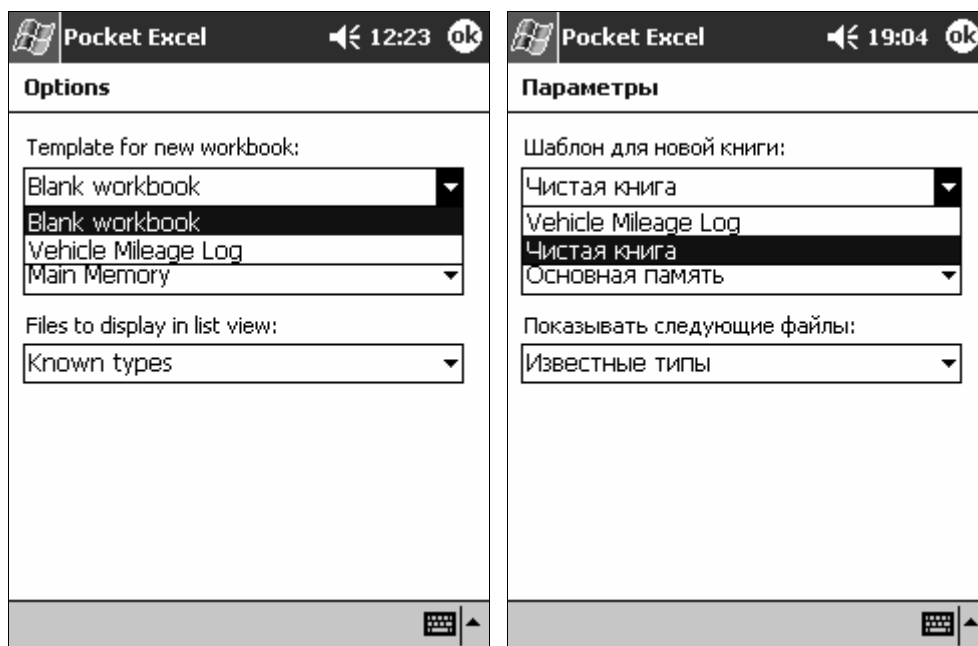 Pocket Excel 12:23 ok
Options
Template for new workbook:
Blank workbook
Blank workbook
Vehicle Mileage Log
Main Memory
Files to display in list view:
Known types
Pocket Excel 19:04 ok
Параметры
Шаблон для новой книги:
Чистая книга
Vehicle Mileage Log
Чистая книга
Основная память
Показывать следующие файлы:
Известные типы